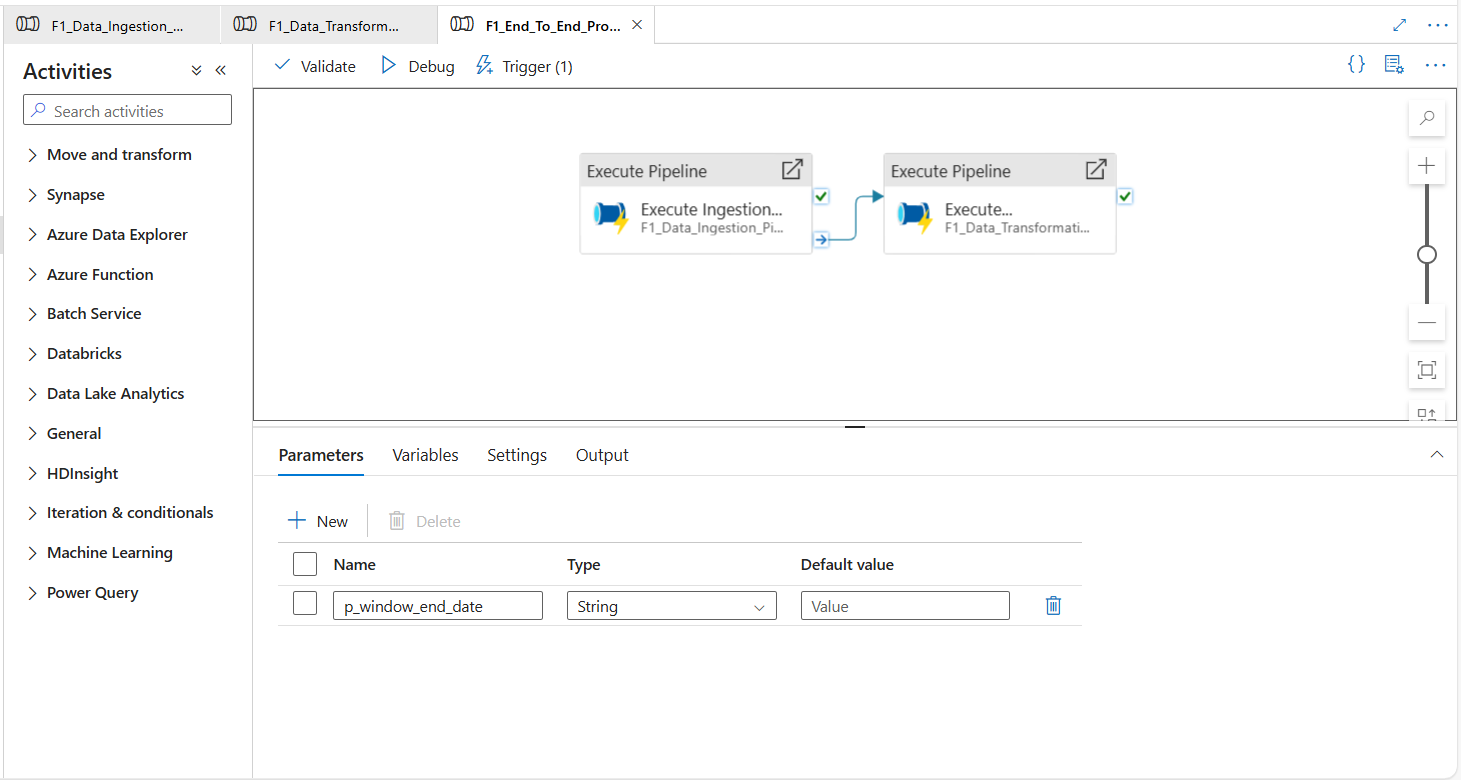 F1_Data_Ingestion_...
F1_Data_Transform...
F1_End_To_End_Pro...
Activities
Search activities
Move and transform
Synapse
Azure Data Explorer
Azure Function
Batch Service
Databricks
Data Lake Analytics
General
HDInsight
Iteration & conditionals
Machine Learning
Power Query
Validate
Debug
Trigger (1)
Execute Pipeline
Execute Ingestion...
F1_Data_Ingestion_Pi...
Execute Pipeline
Execute...
F1_Data_Transformati...
Parameters
Variables
Settings
Output
New
Delete
Name
Type
Default value
p_window_end_date
String
Value